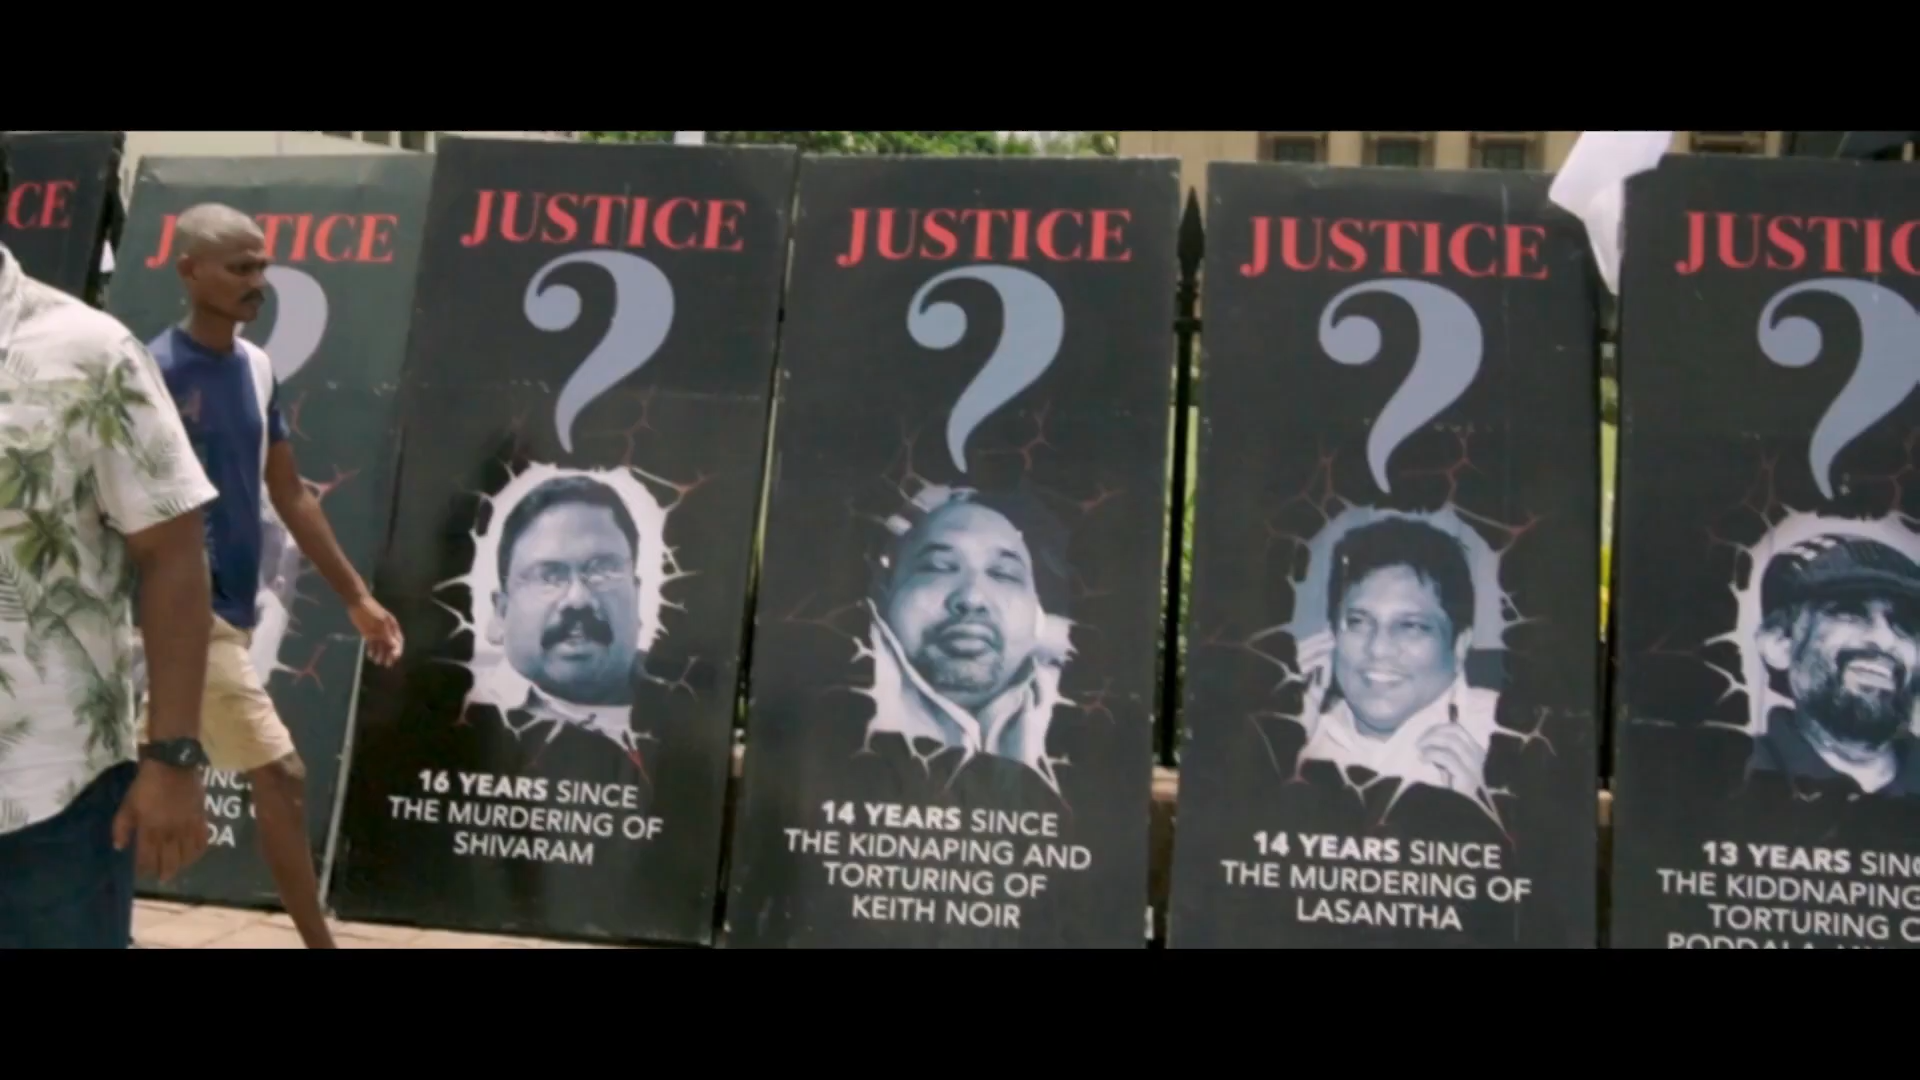 CE
JUSTICE
?
JUSTICE
?
16 YEARS SINCE
THE MURDERING OF
SHIVARAM
JUSTICE
?
14 YEARS SINCE
THE KIDNAPING AND
TORTURING OF
KEITH NOIR
JUSTICE
?
14 YEARS SINCE
THE MURDERING OF
LASANTHA
JUSTIC
?
13 YEARS SINC
THE KIDDNAPING
TORTURING
PODDALA